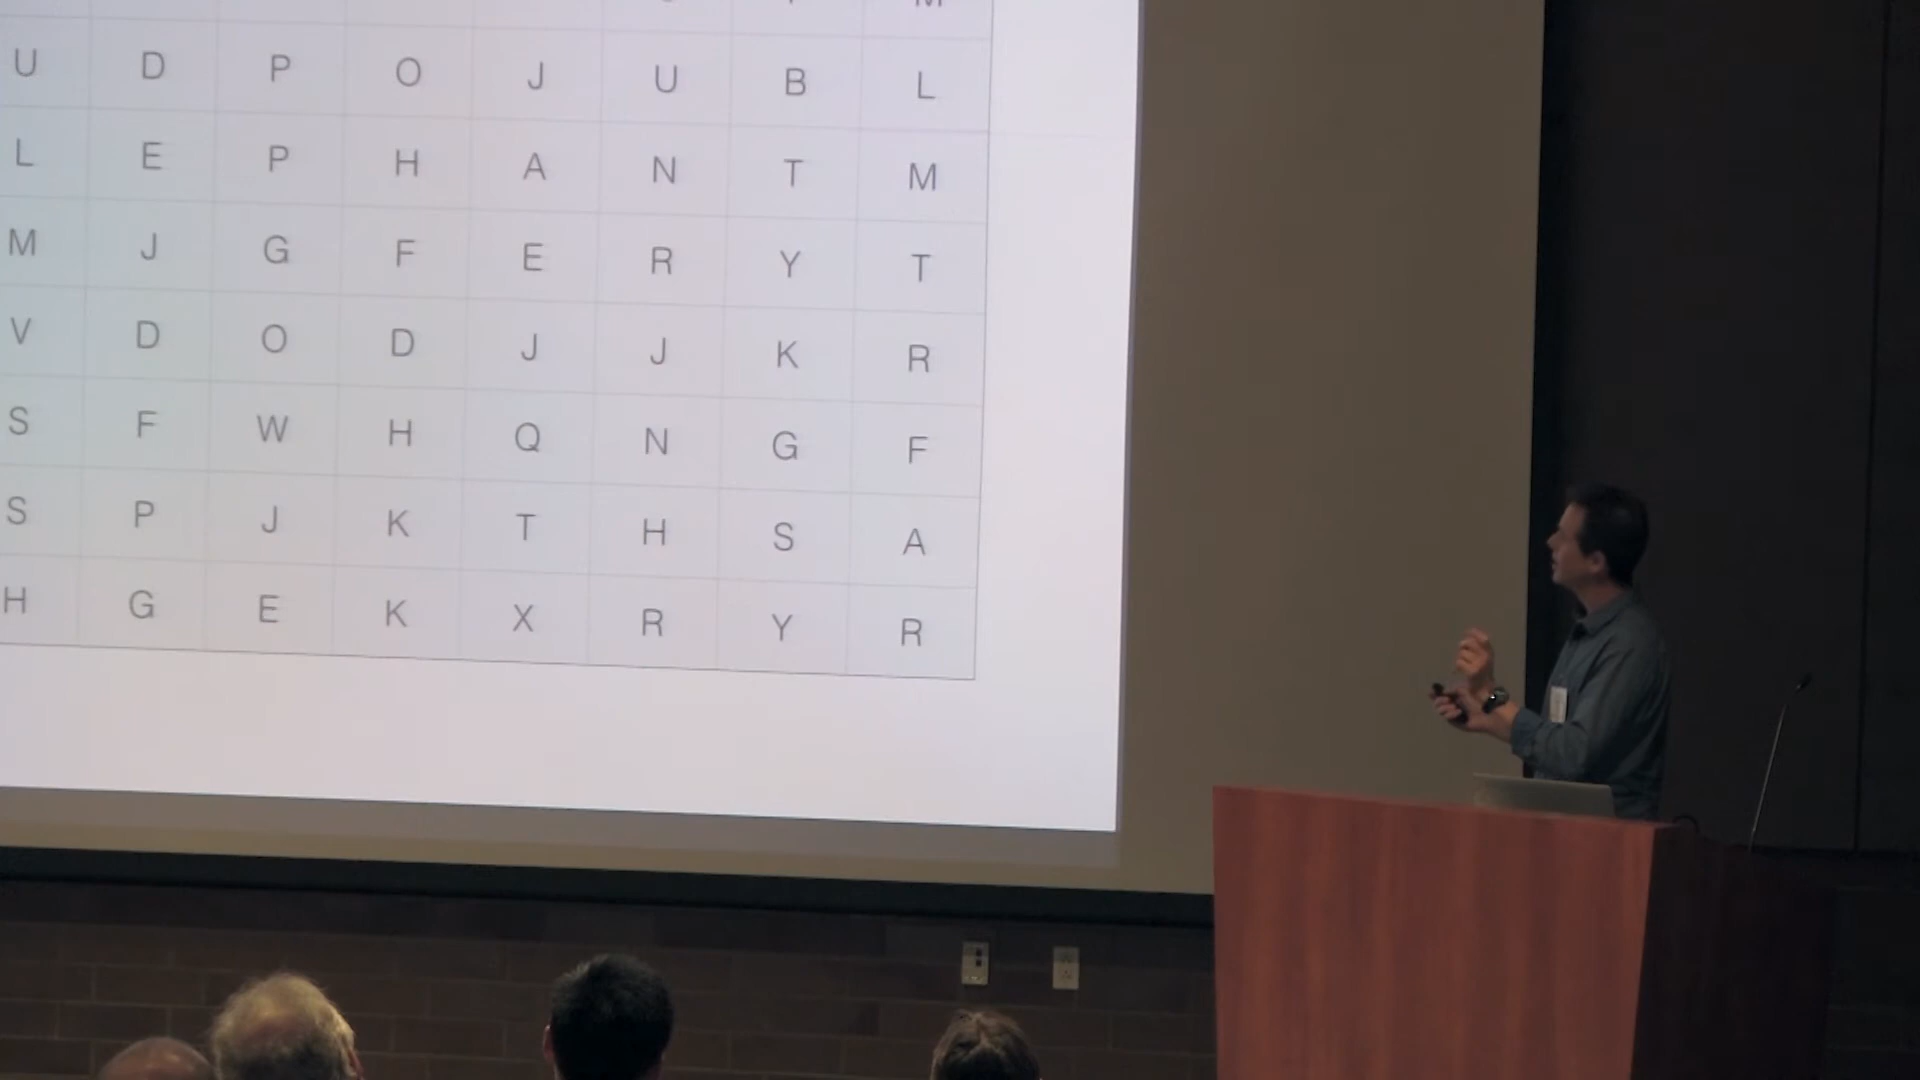 U D P O J U B L
L E P H A N T M
M J G F E R Y T
V D O D J J K R
S F W H Q N G F
S P J K T H S A
H G E K X R Y R